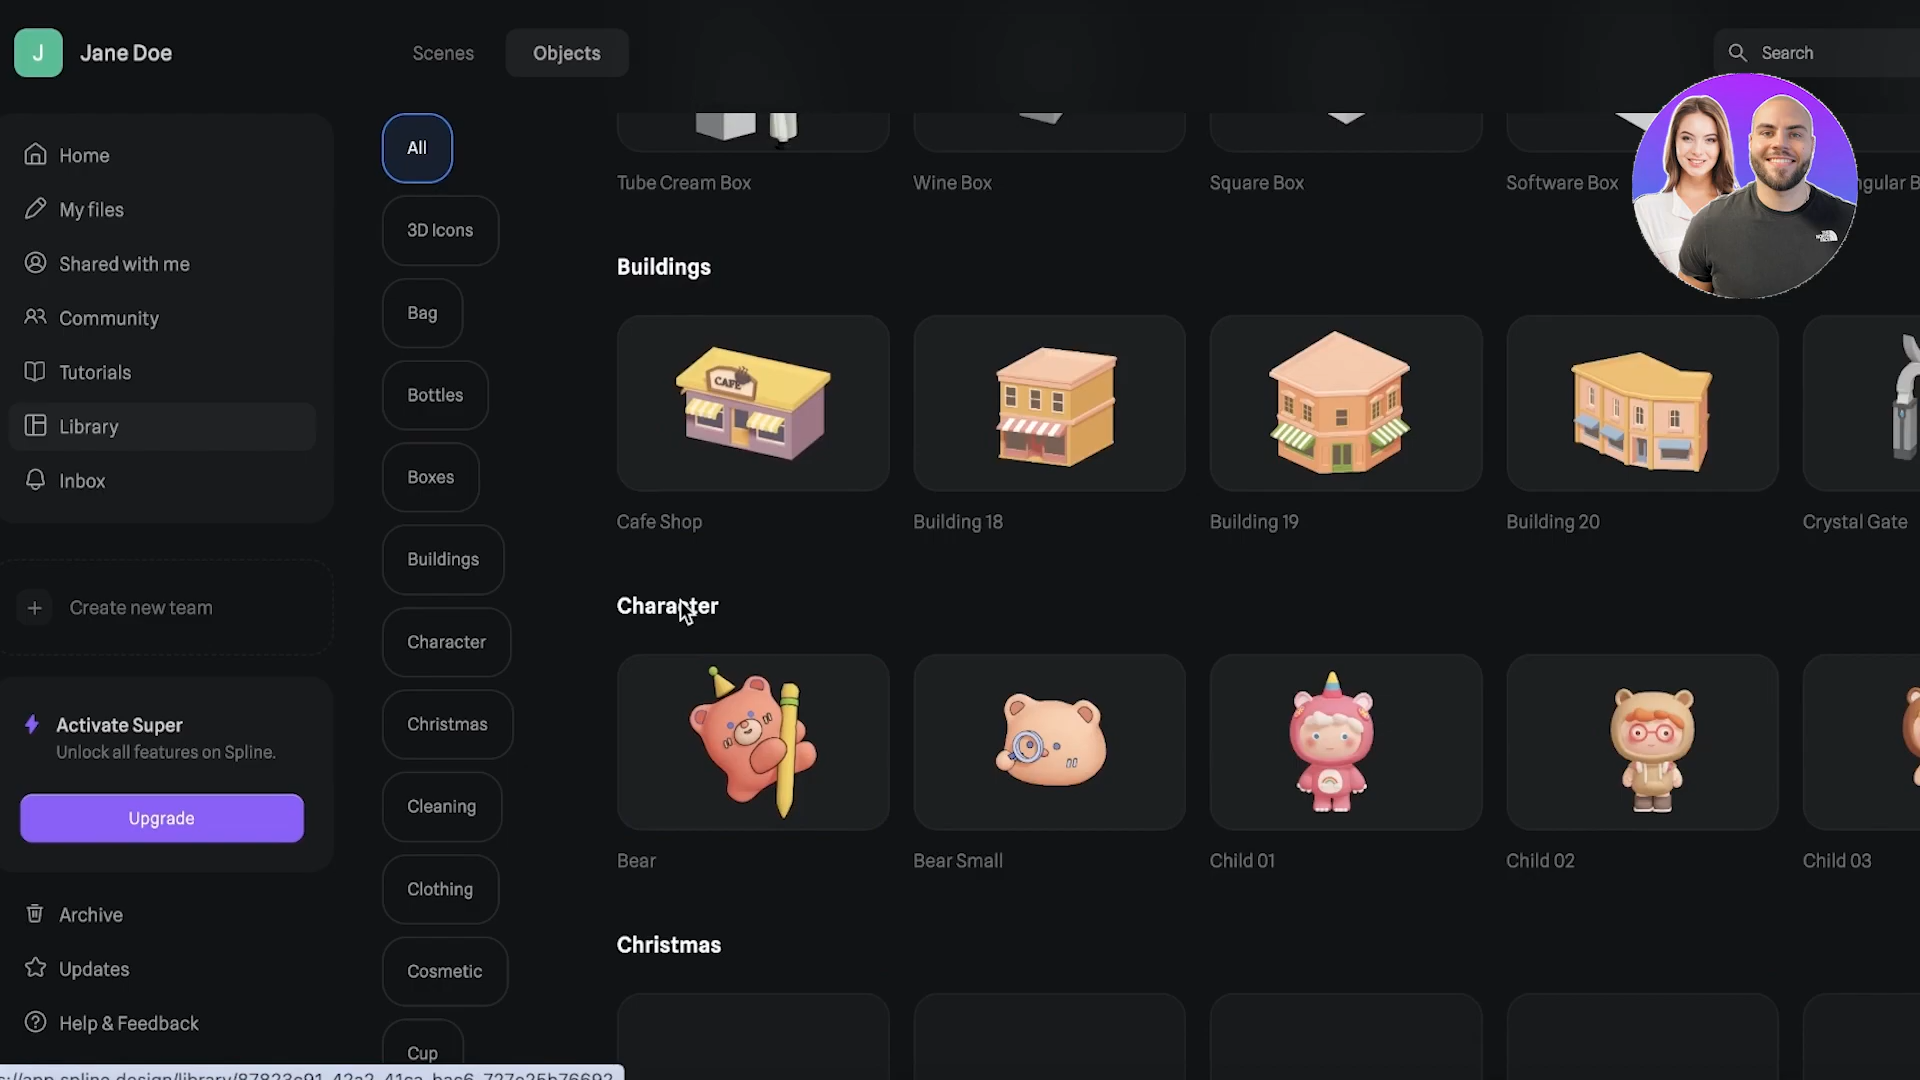 J
Jane Doe
Scenes
Objects
Search
Home
My files
Shared with me
Community
Tutorials
Library
Inbox
Create new team
Activate Super
Unlock all features on Spline.
Upgrade
Archive
Updates
Help & Feedback
All
3D Icons
Bag
Bottles
Boxes
Buildings
Character
Christmas
Cleaning
Clothing
Cosmetic
Cup
Tube Cream Box
Wine Box
Square Box
Software Box
Buildings
CAFE
Cafe Shop
Building 18
Building 19
Building 20
Crystal Gate
Character
Bear
Bear Small
Child 01
Child 02
Child 03
Christmas